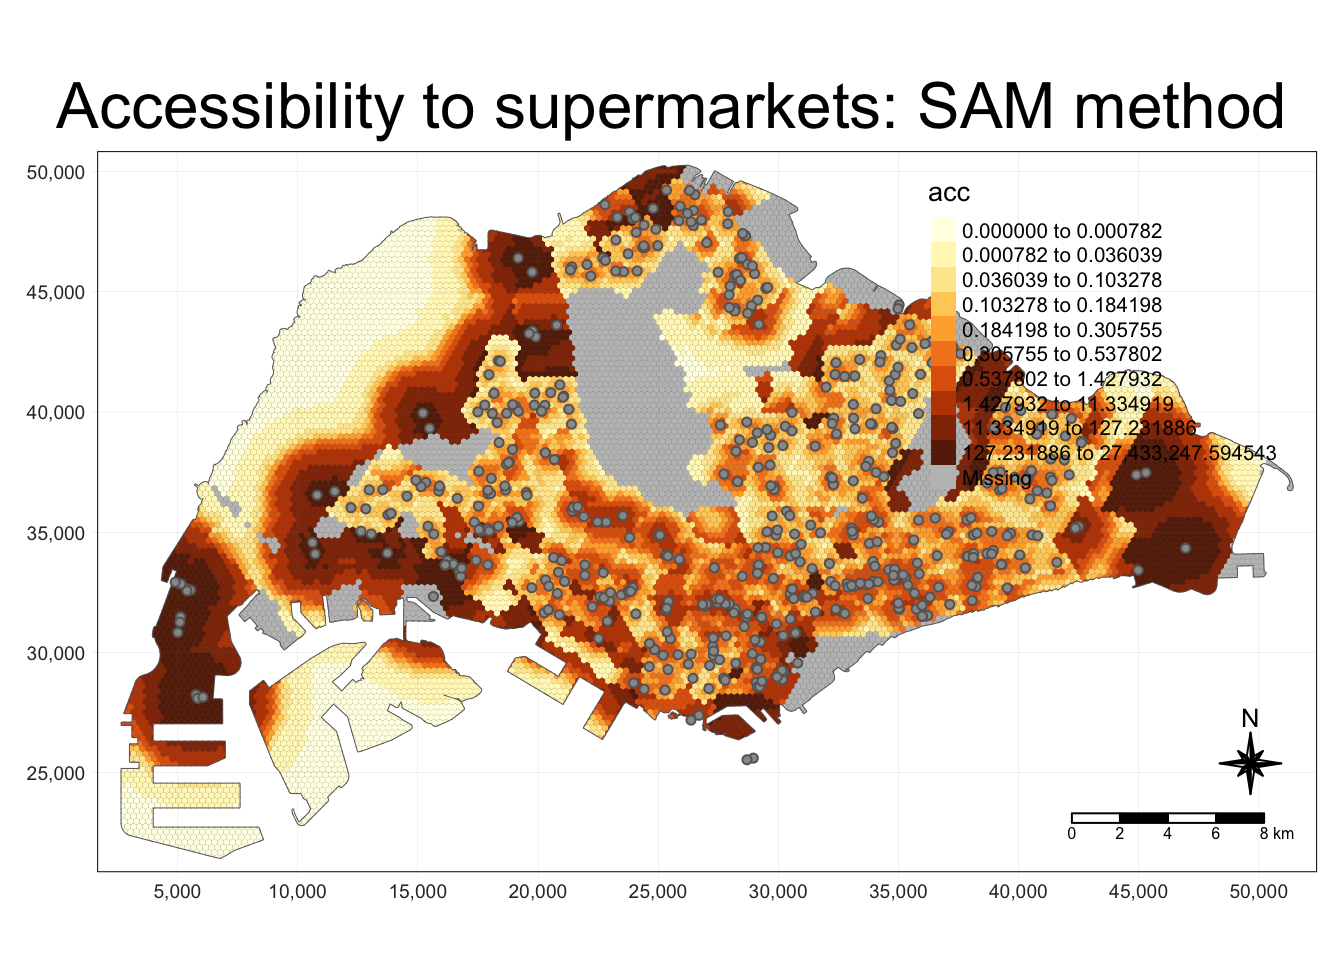 Accessibility to supermarkets: SAM method
50,000
45,000
40,000
35,000
30,000
25,000
acc
0.000000 to 0.000782
0.000782 to 0.036039
0.036039 to 0.103278
0.103278 to 0.184198
0.184198 to 0.305755
0.305755 to 0.537802
0.537802 to 1.427932
1.427932 to 11.334919
11.334919 to 127.231886
127.231886 to 27,433,247.594543
Missing
N
0 2 4 6 8 km
5,000 10,000 15,000 20,000 25,000 30,000 35,000 40,000 45,000 50,000